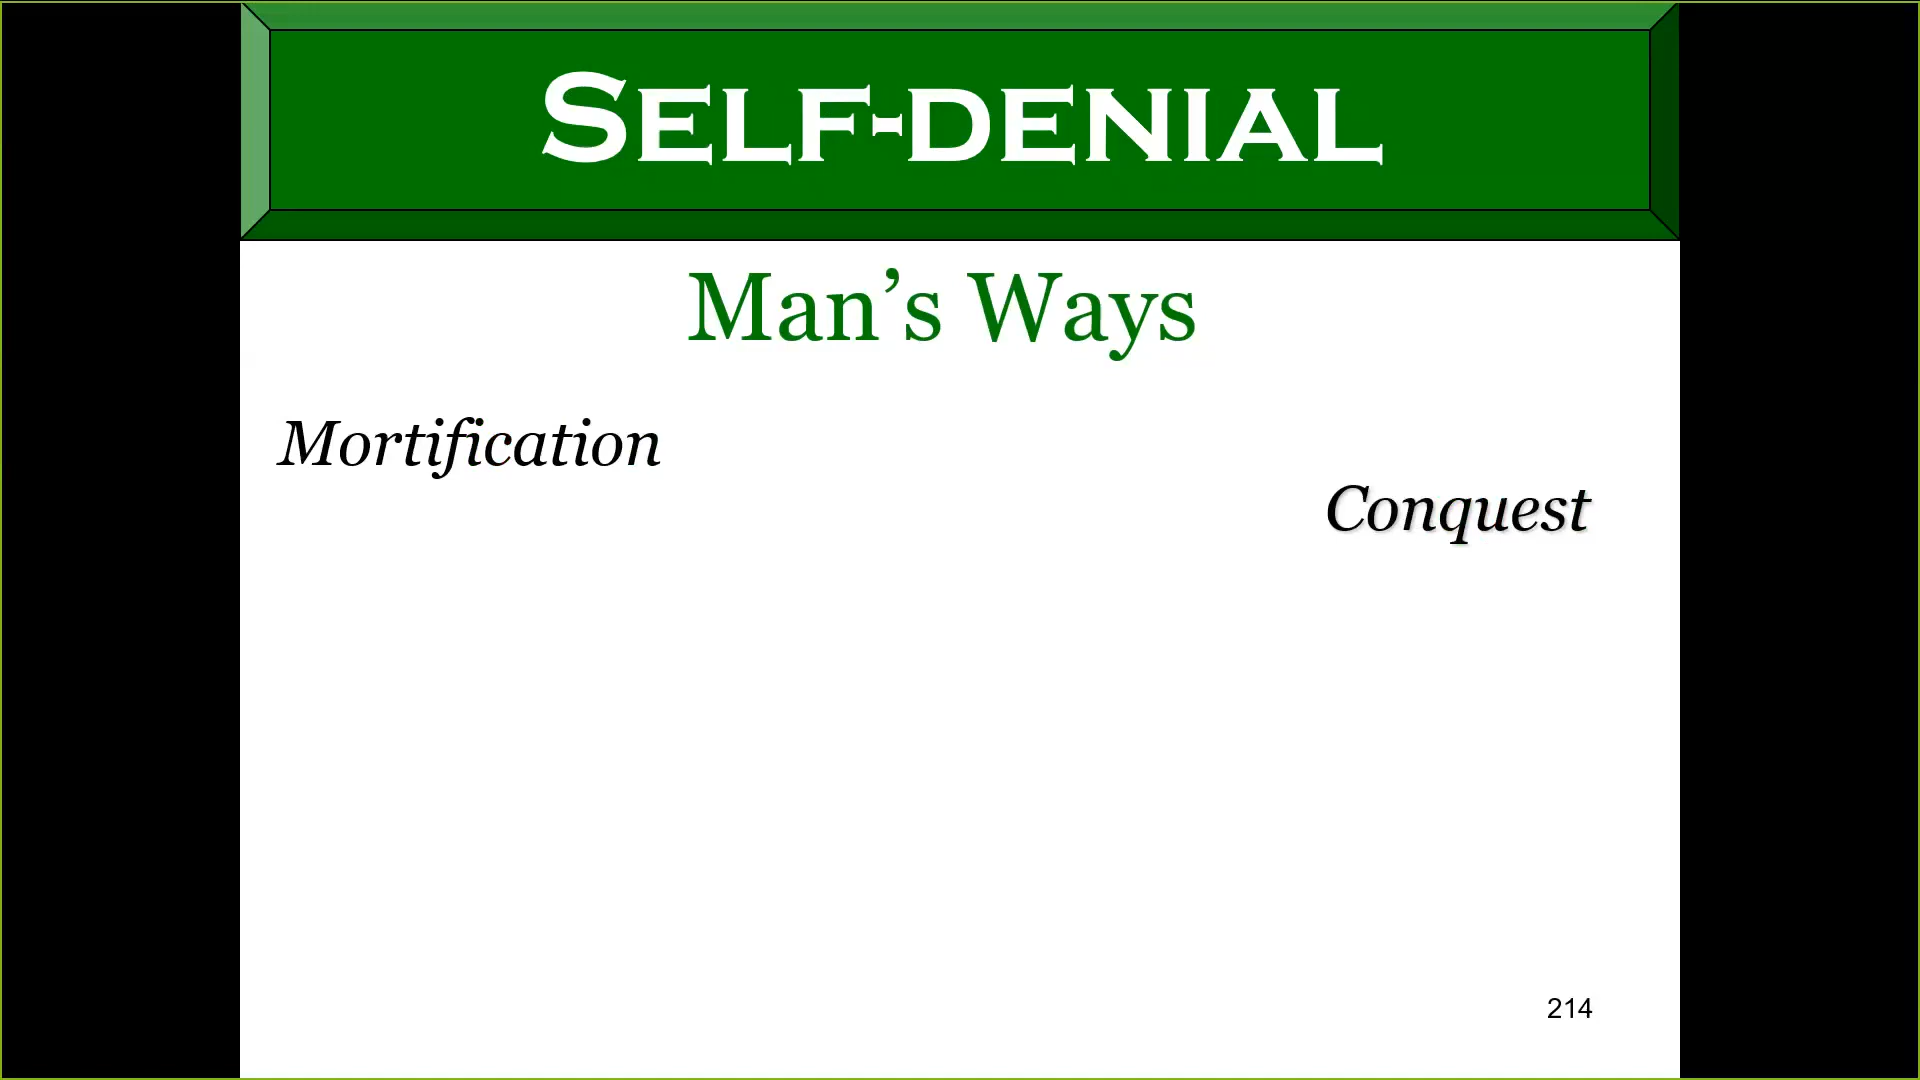 SELF-DENIAL
Man’s Ways
Mortification
Conquest
214